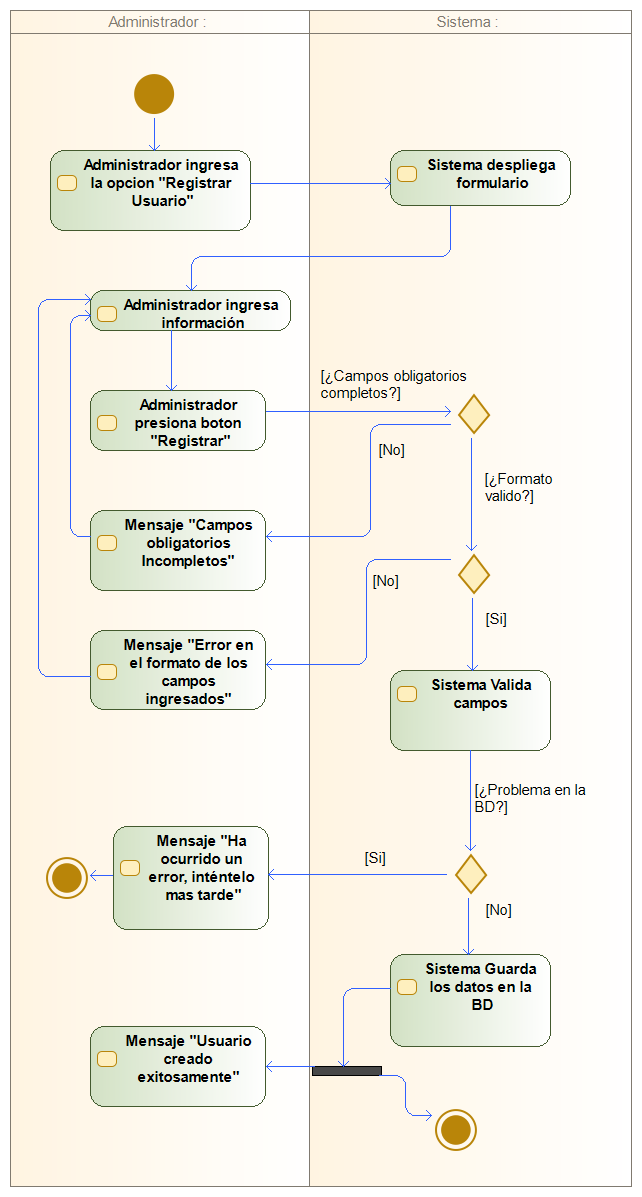 Administrador :
Sistema :
Administrador ingresa
la opcion "Registrar
Usuario"
Sistema despliega
formulario
Administrador ingresa
información
[¿Campos obligatorios
completos?]
Administrador
presiona boton
"Registrar"
[No]
[¿Formato
valido?]
Mensaje "Campos
obligatorios
Incompletos"
[No]
[Si]
Mensaje "Error en
el formato de los
campos
ingresados"
Sistema Valida
campos
[¿Problema en la
BD?]
Mensaje "Ha
ocurrido un
error, inténtelo
mas tarde"
[Si]
[No]
Sistema Guarda
los datos en la
BD
Mensaje "Usuario
creado
exitosamente"